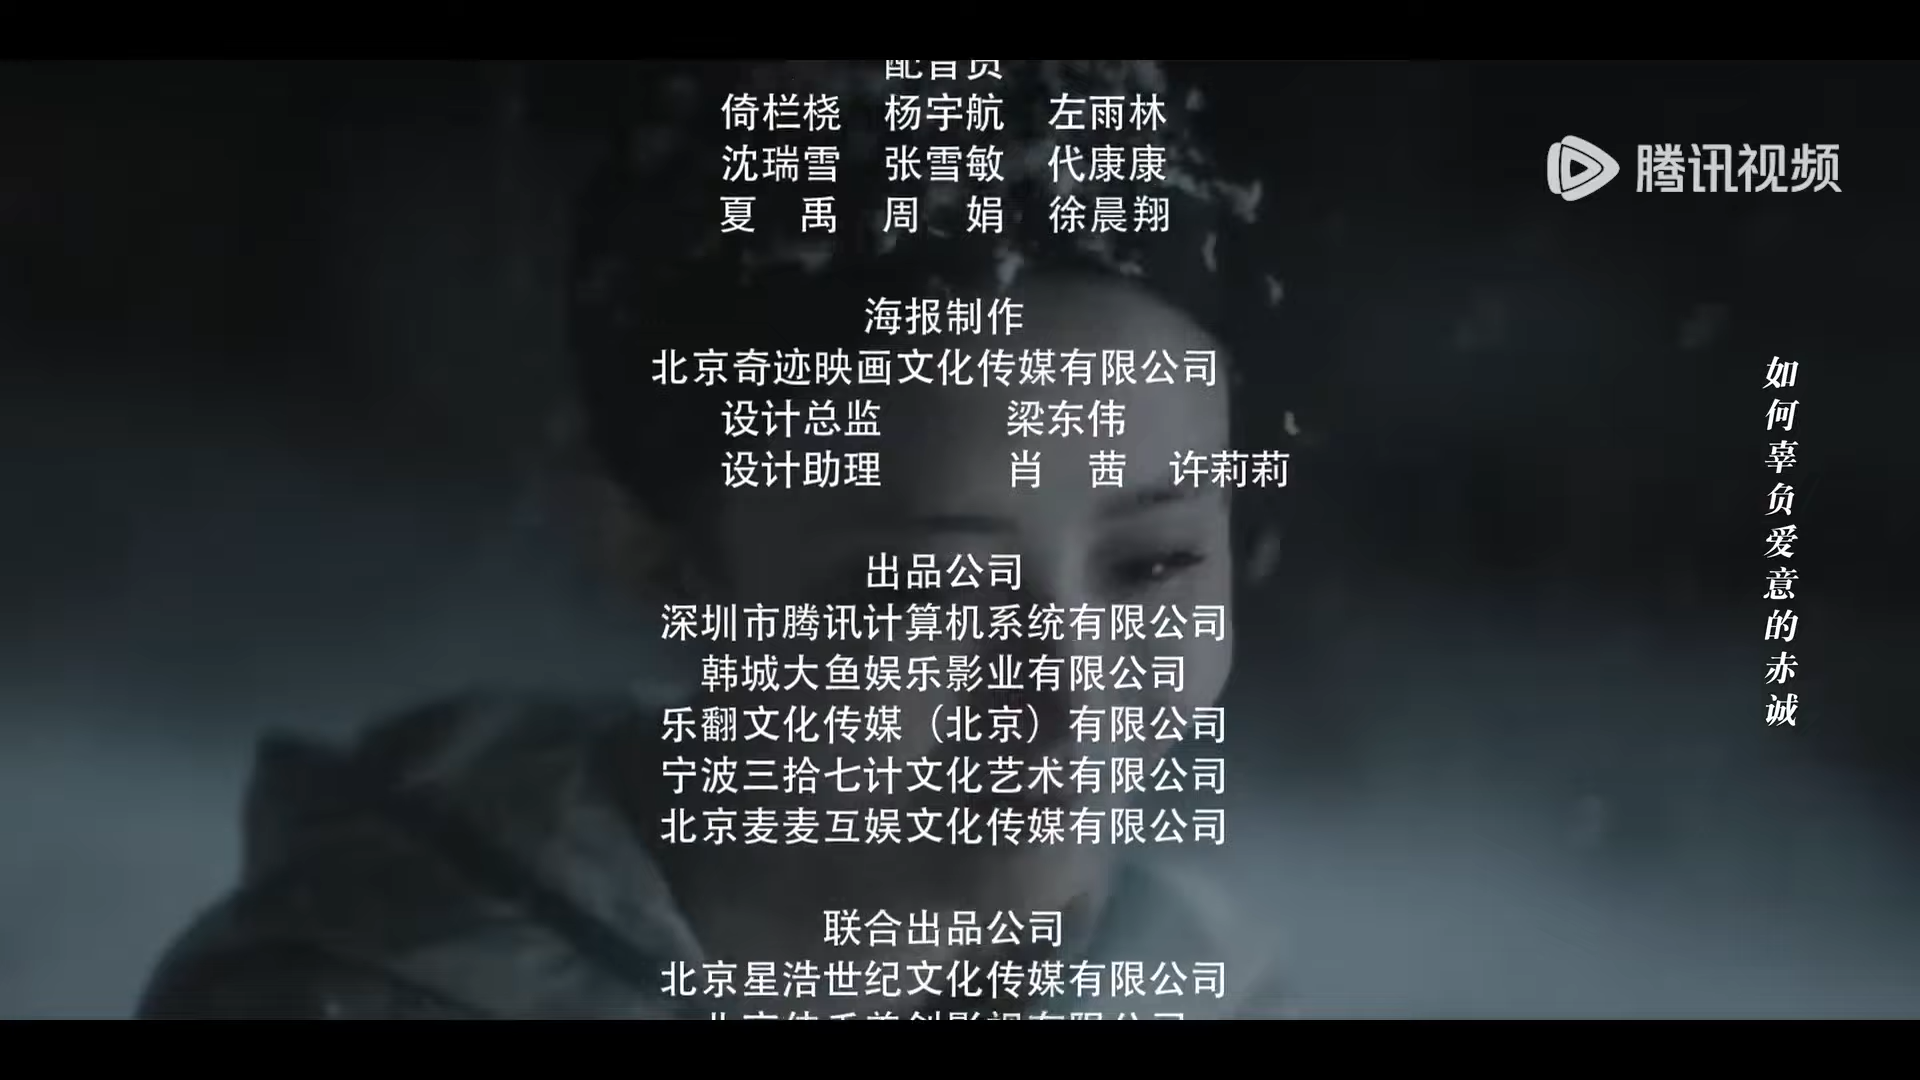 配音员
倚栏桡 杨宇航 左雨林
沈瑞雪 张雪敏 代康康
夏 禹 周 娟 徐晨翔
海报制作
北京奇迹映画文化传媒有限公司
设计总监 梁东伟
设计助理 肖 茜 许莉莉
出品公司
深圳市腾讯计算机系统有限公司
韩城大鱼娱乐影业有限公司
乐翻文化传媒（北京）有限公司
宁波三拾七计文化艺术有限公司
北京麦麦互娱文化传媒有限公司
联合出品公司
北京星浩世纪文化传媒有限公司
腾讯视频
如何辜负爱意的赤诚